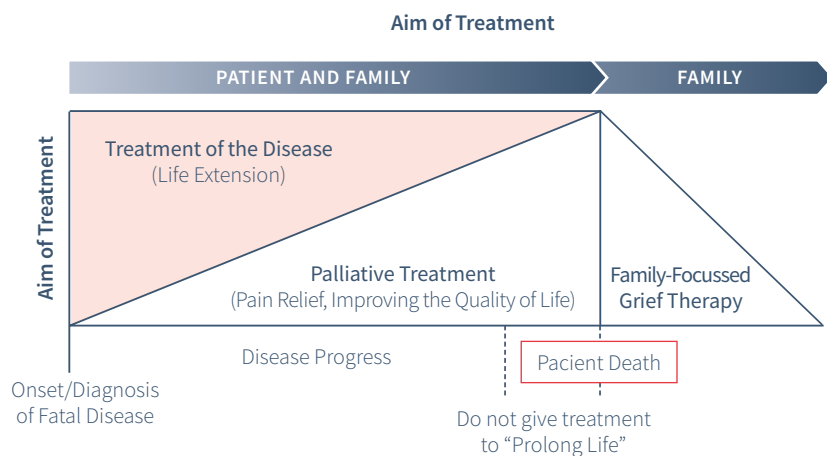 Aim of Treatment
PATIENT AND FAMILY
FAMILY
Aim of Treatment
Treatment of the Disease
(Life Extension)
Palliative Treatment
(Pain Relief, Improving the Quality of Life)
Family-Focussed
Grief Therapy
Disease Progress
Pacient Death
Onset/Diagnosis
of Fatal Disease
Do not give treatment
to “Prolong Life”